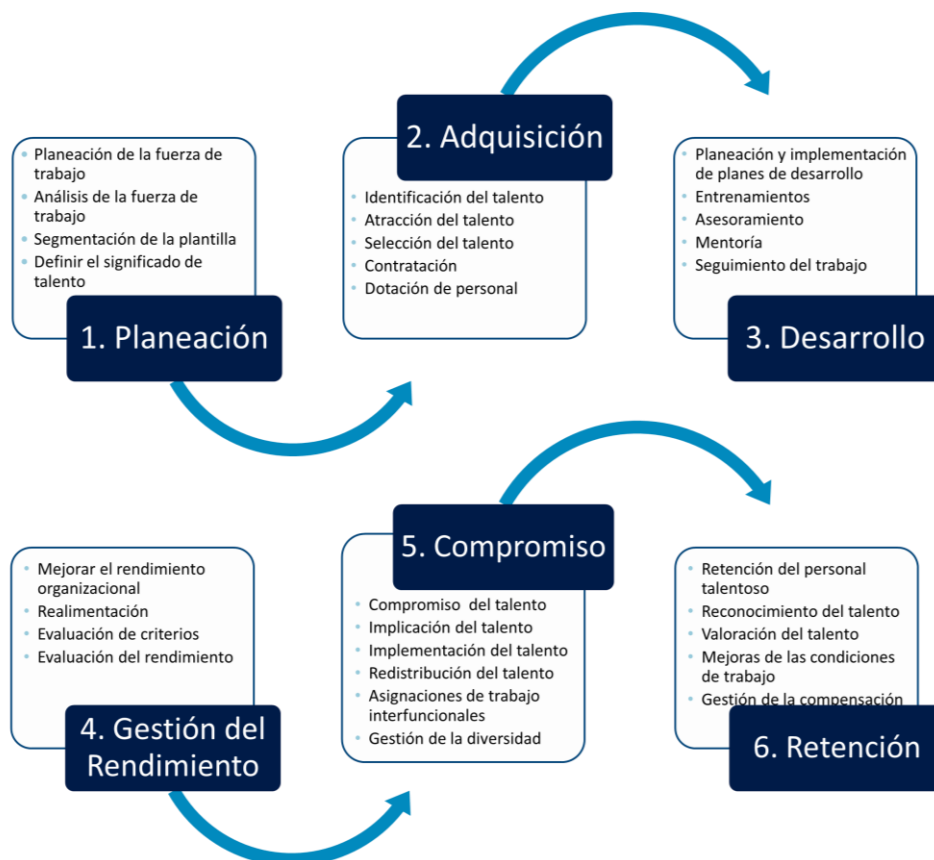 Planeación de la fuerza de
trabajo
Análisis de la fuerza de
trabajo
Segmentación de la plantilla
Definir el significado de
talento
1. Planeación
2. Adquisición
Identificación del talento
Atracción del talento
Selección del talento
Contratación
Dotación de personal
Planeación y implementación
de planes de desarrollo
Entrenamientos
Asesoramiento
Mentoría
Seguimiento del trabajo
3. Desarrollo
Mejorar el rendimiento
organizacional
Realimentación
Evaluación de criterios
Evaluación del rendimiento
4. Gestión del
Rendimiento
5. Compromiso
Compromiso del talento
Implicación del talento
Implementación del talento
Redistribución del talento
Asignaciones de trabajo
interfuncionales
Gestión de la diversidad
Retención del personal
talentoso
Reconocimiento del talento
Valoración del talento
Mejoras de las condiciones
de trabajo
Gestión de la compensación
6. Retención